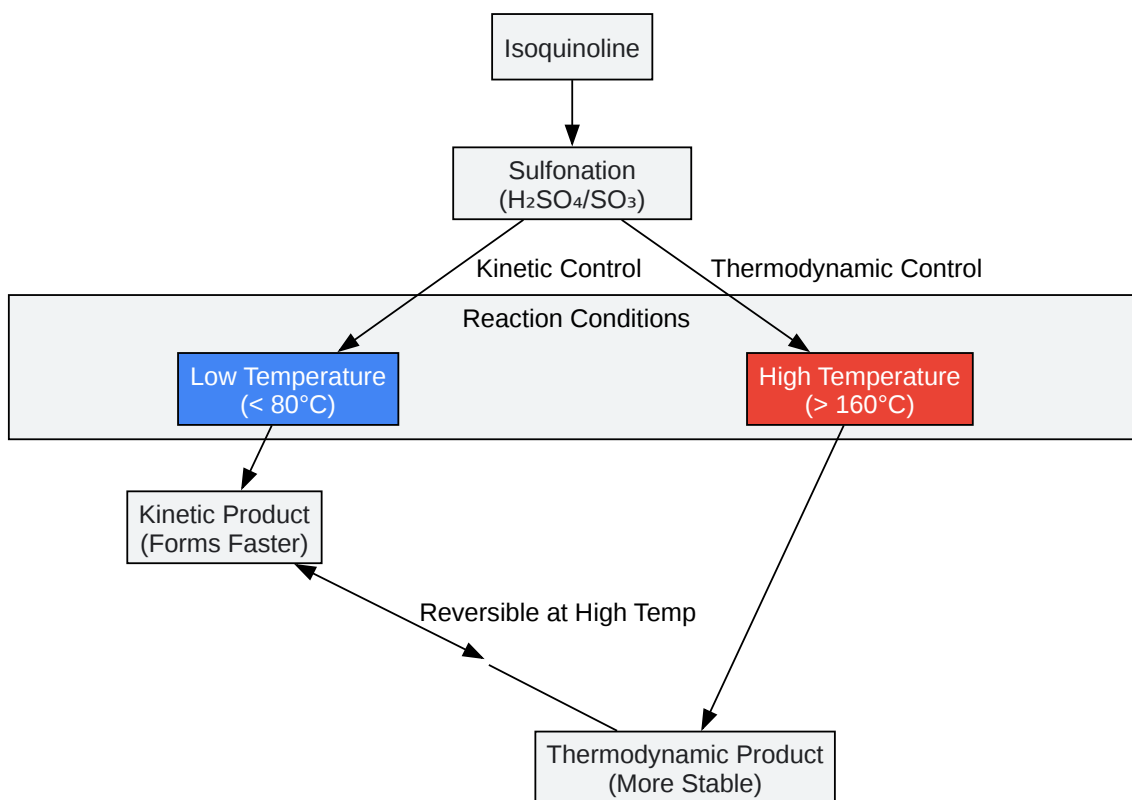 Isoquinoline
Sulfonation
(H₂SO₄/SO₃)
Kinetic Control
Thermodynamic Control
Reaction Conditions
Low Temperature
(< 80°C)
High Temperature
(> 160°C)
Kinetic Product
(Forms Faster)
Reversible at High Temp
Thermodynamic Product
(More Stable)